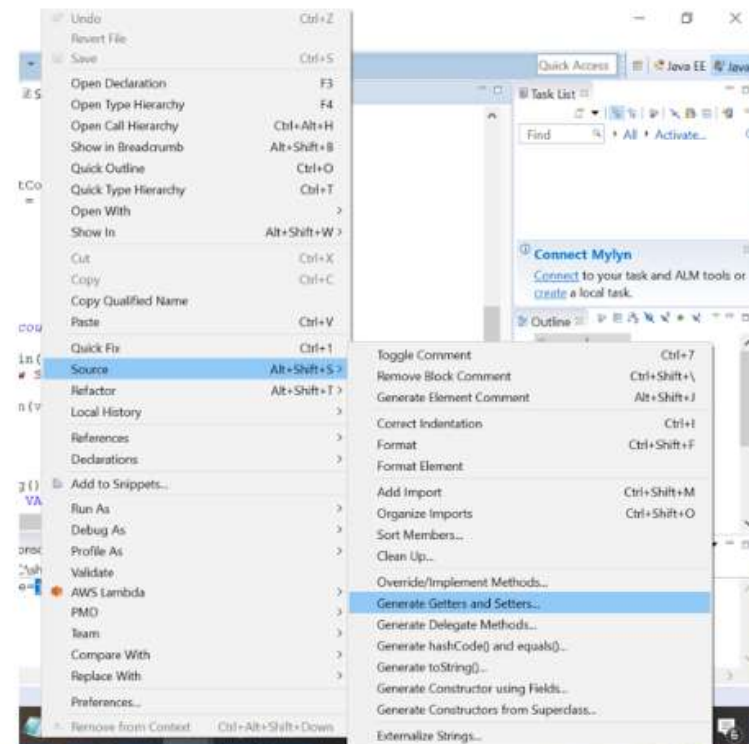 Undo Ctrl+Z
Revert File
Save Ctrl+S
Open Declaration F3
Open Type Hierarchy F4
Open Call Hierarchy Ctrl+Alt+H
Show in Breadcrumb Alt+Shift+B
Quick Outline Ctrl+O
Quick Type Hierarchy Ctrl+T
Open With >
Show In Alt+Shift+W >
Cut Ctrl+X
Copy Ctrl+C
Copy Qualified Name
Paste Ctrl+V
Quick Fix Ctrl+1
Source Alt+Shift+S >
Refactor Alt+Shift+T >
Local History >
References >
Declarations >
Add to Snippets...
Run As >
Debug As >
Profile As >
Validate
AWS Lambda >
PMO >
Team >
Compare With >
Replace With >
Preferences...
Remove from Context Ctrl+Alt+Shift+Down
Toggle Comment Ctrl+7
Remove Block Comment Ctrl+Shift+\
Generate Element Comment Alt+Shift+J
Correct Indentation Ctrl+I
Format Ctrl+Shift+F
Format Element
Add Import Ctrl+Shift+M
Organize Imports Ctrl+Shift+O
Sort Members...
Clean Up...
Override/Implement Methods...
Generate Getters and Setters...
Generate Delegate Methods...
Generate hashCode() and equals()...
Generate toString()...
Generate Constructor using Fields...
Generate Constructors from Superclass...
Externalize Strings...
Quick Access Java EE Java
Task List
Find All Activate...
Connect Mylyn
Connect to your task and ALM tools or
create a local task.
Outline